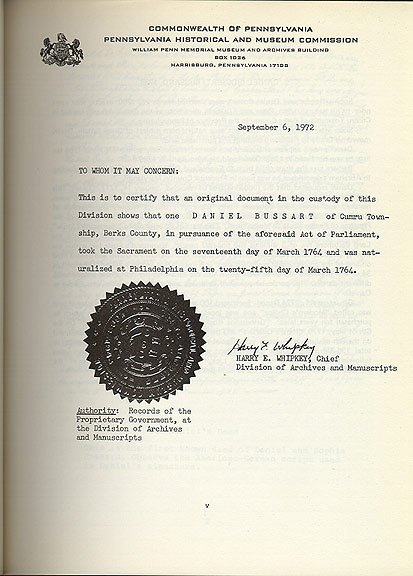 COMMONWEALTH OF PENNSYLVANIA
PENNSYLVANIA HISTORICAL AND MUSEUM COMMISSION
WILLIAM PENN MEMORIAL MUSEUM AND ARCHIVES BUILDING
BOX 1026
HARRISBURG, PENNSYLVANIA 17108
September 6, 1972
TO WHOM IT MAY CONCERN:
This is to certify that an original document in the custody of this
Division shows that one DANIEL BUSSART of Cumru Town-
ship, Berks County, in pursuance of the aforesaid Act of Parliament,
took the Sacrament on the seventeenth day of March 1764 and was nat-
uralized at Philadelphia on the twenty-fifth day of March 1764.
Harry E. Whipkey
HARRY E. WHIPKEY, Chief
Division of Archives and Manuscripts
Authority: Records of the
Proprietary Government, at
the Division of Archives
and Manuscripts
v